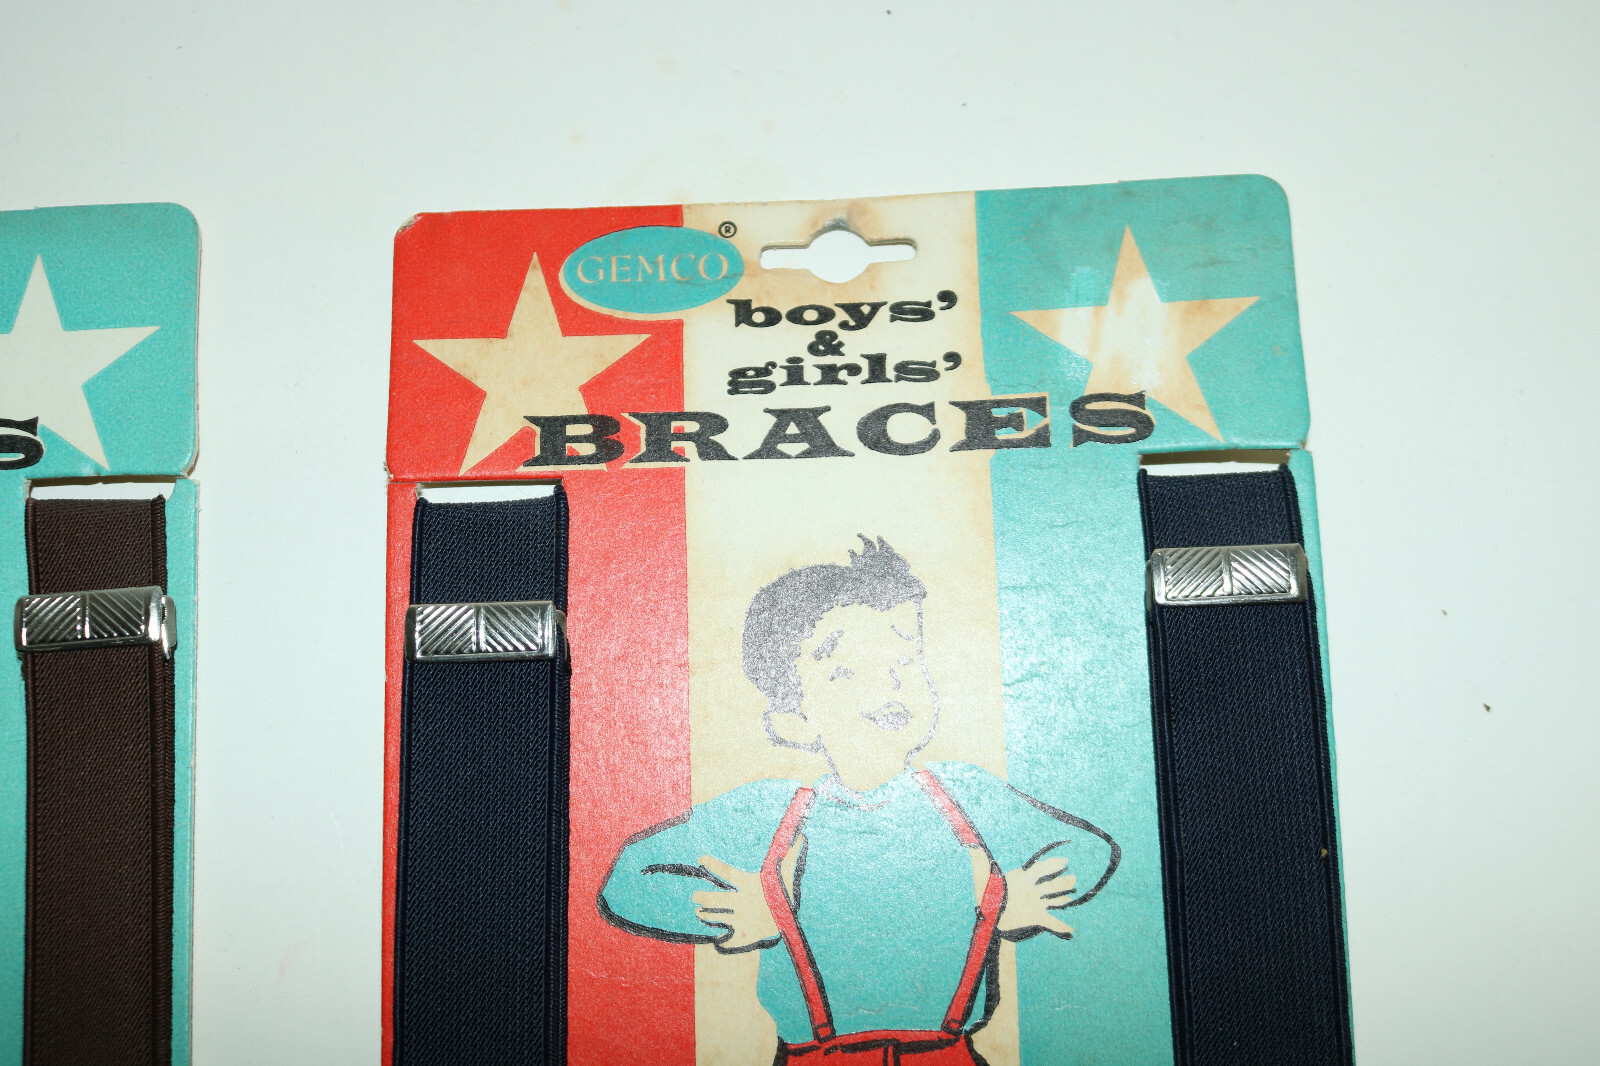 GEMCO®
boys'
&
girls'
BRACES
S